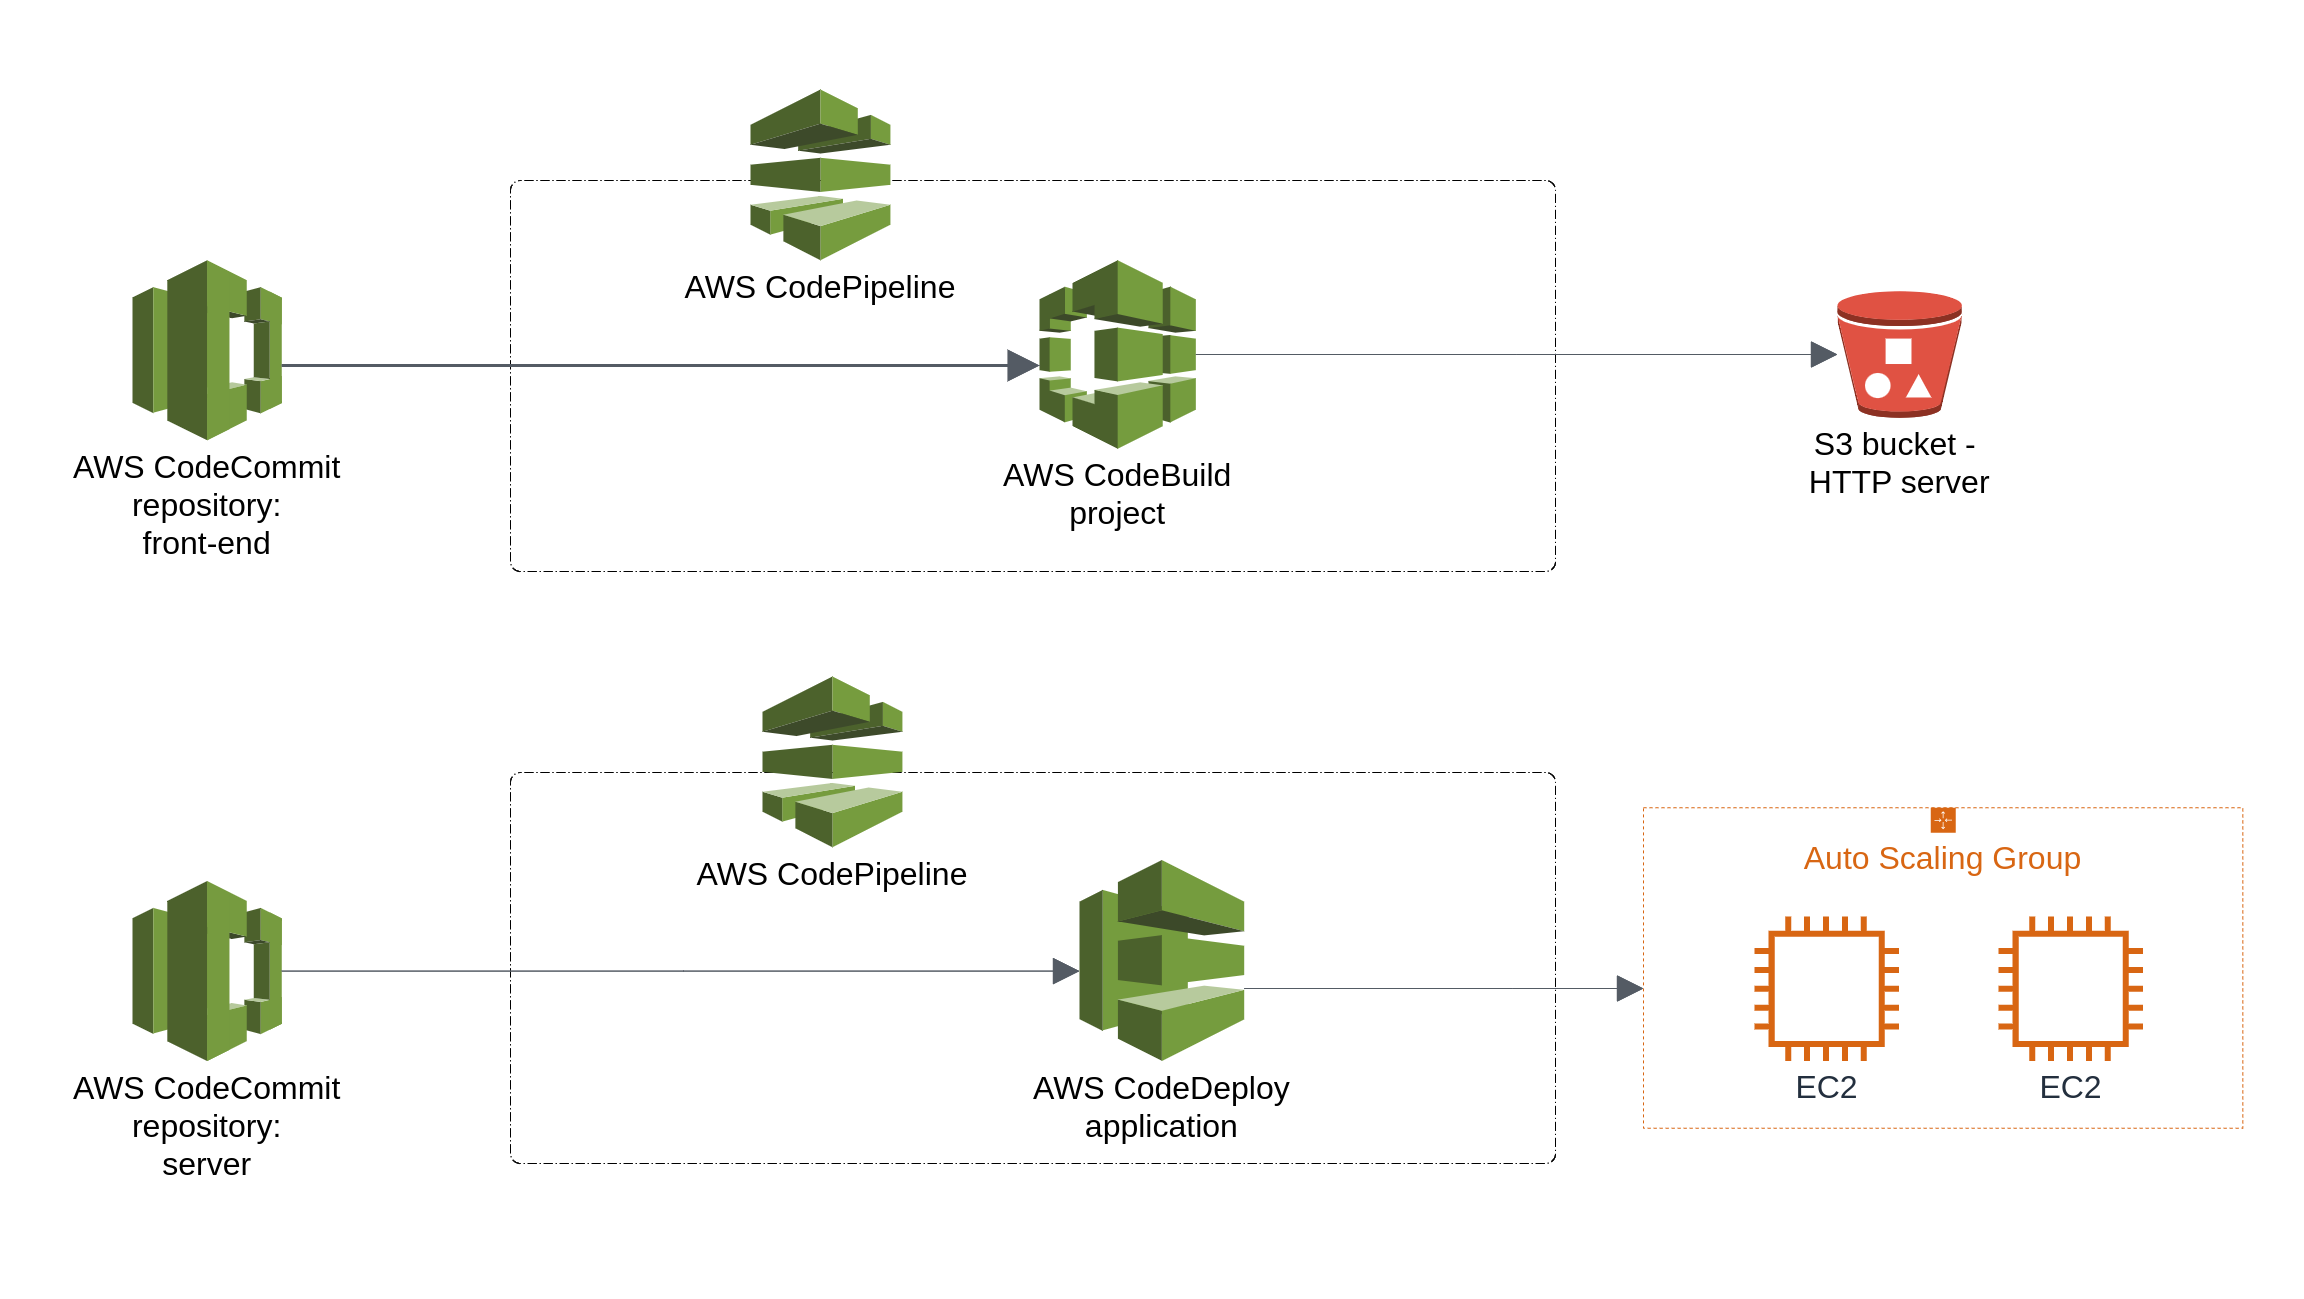 AWS CodePipeline
AWS CodeCommit
repository:
front-end
AWS CodeBuild
project
S3 bucket -
HTTP server
AWS CodePipeline
AWS CodeCommit
repository:
server
AWS CodeDeploy
application
Auto Scaling Group
EC2
EC2